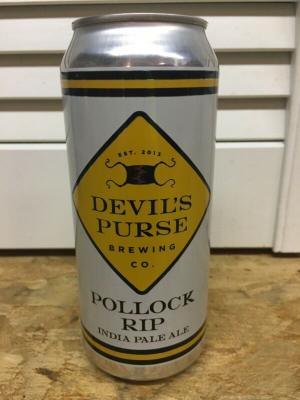 EST. 2013
DEVIL'S
PURSE
BREWING
CO.
POLLOCK
RIP
INDIA PALE ALE